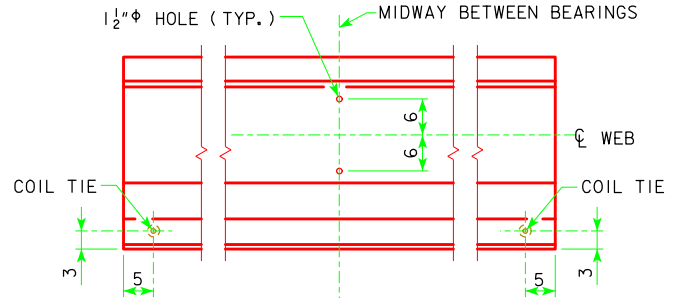 1½"ϕ HOLE (TYP.)
MIDWAY BETWEEN BEARINGS
6
℄ WEB
6
COIL TIE
COIL TIE
3
5
5
3